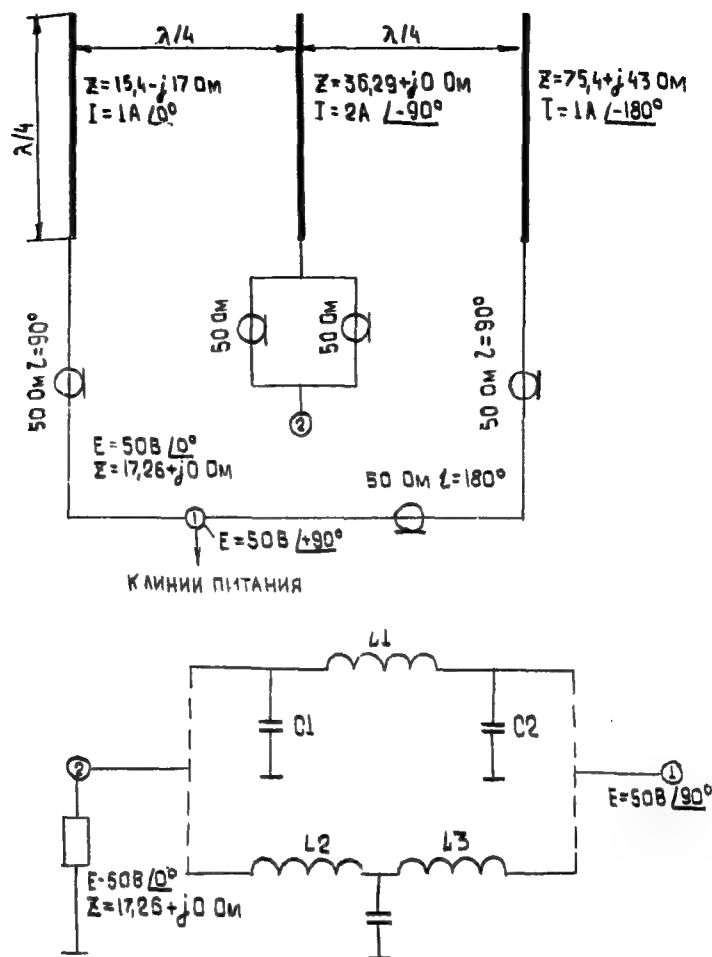 λ/4
λ/4
λ/4
Z=15,4-j17 Ом
I=1А /0°
Z=36,29+j0 Ом
I=2А /-90°
Z=75,4+j43 Ом
I=1А /-180°
50 Ом
50 Ом
50 Ом l=90°
50 Ом l=90°
2
E=50В /0°
Z=17,26+j0 Ом
50 Ом l=180°
1
E=50В /+90°
К ЛИНИИ ПИТАНИЯ
L1
C1
C2
2
1
E=50В /90°
L2
L3
E=50В /0°
Z=17,26+j0 Ом